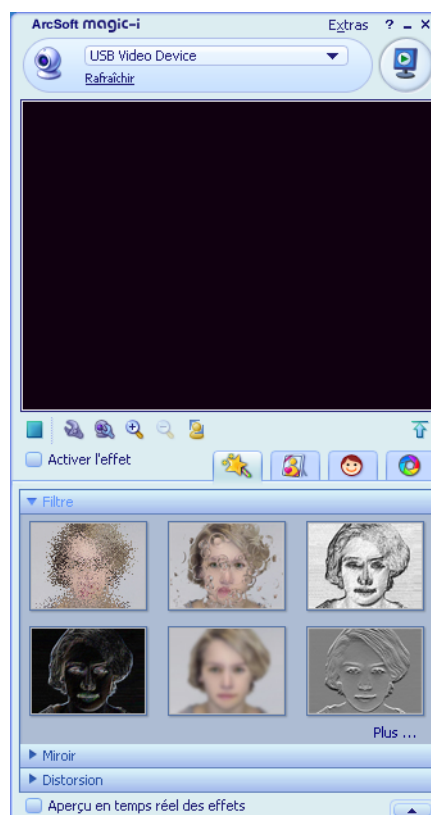 ArcSoft magic-i Extras ?
USB Video Device
Rafraîchir
Activer l'effet
Filtre
Plus ...
Miroir
Distorsion
Aperçu en temps réel des effets